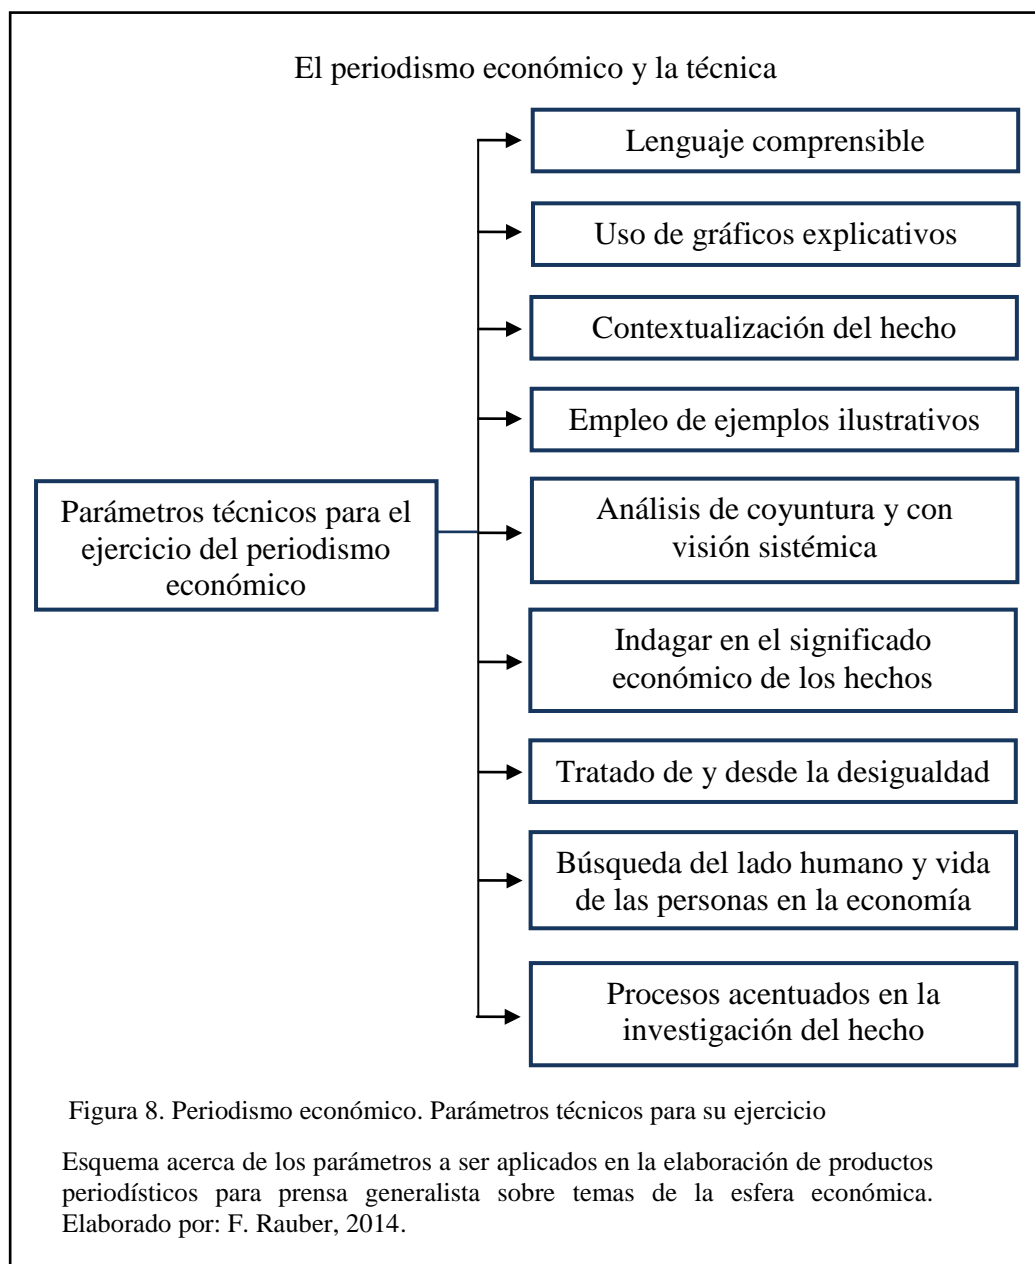 El periodismo económico y la técnica
Lenguaje comprensible
Uso de gráficos explicativos
Contextualización del hecho
Empleo de ejemplos ilustrativos
Parámetros técnicos para el
ejercicio del periodismo
económico
Análisis de coyuntura y con
visión sistémica
Indagar en el significado
económico de los hechos
Tratado de y desde la desigualdad
Búsqueda del lado humano y vida
de las personas en la economía
Procesos acentuados en la
investigación del hecho
Figura 8. Periodismo económico. Parámetros técnicos para su ejercicio
Esquema acerca de los parámetros a ser aplicados en la elaboración de productos
periodísticos para prensa generalista sobre temas de la esfera económica.
Elaborado por: F. Rauber, 2014.